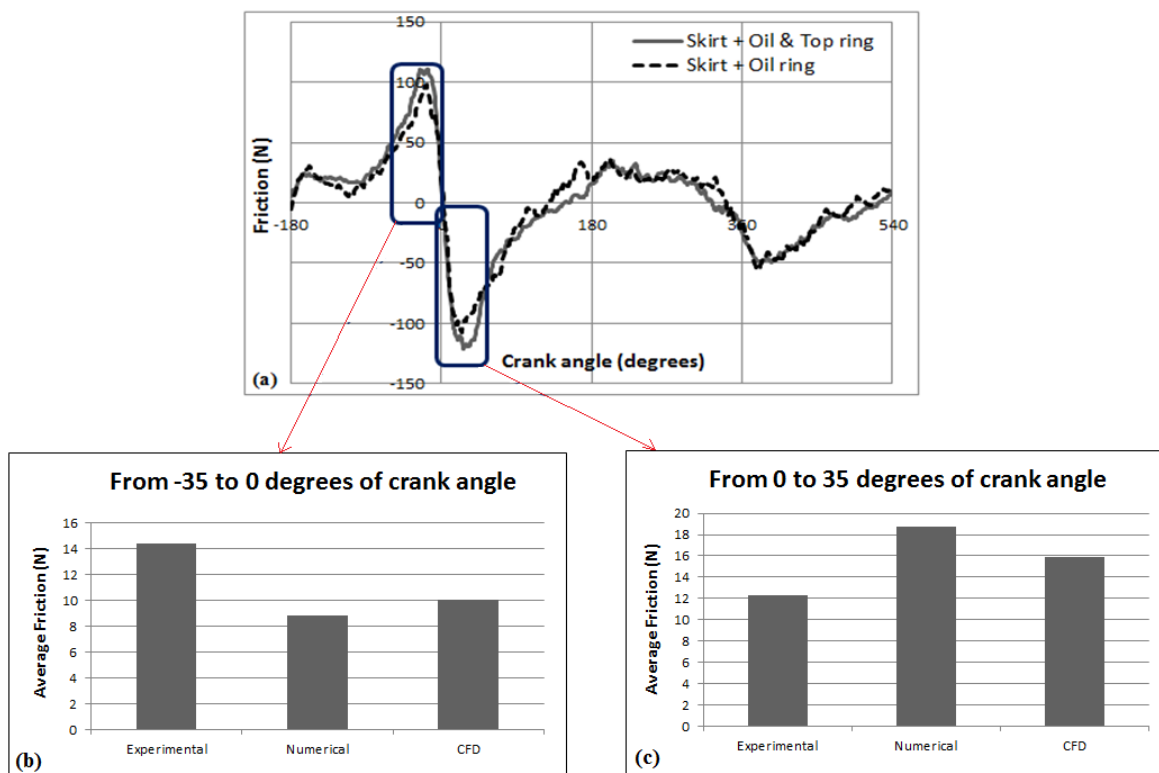 150
100
50
0
-50
-100
-150
-180
0
180
360
540
Friction (N)
Skirt + Oil & Top ring
Skirt + Oil ring
Crank angle (degrees)
(a)
From -35 to 0 degrees of crank angle
16
14
12
10
8
6
4
2
0
Average Friction (N)
Experimental Numerical CFD
(b)
From 0 to 35 degrees of crank angle
20
18
16
14
12
10
8
6
4
2
0
Average Friction (N)
Experimental Numerical CFD
(c)